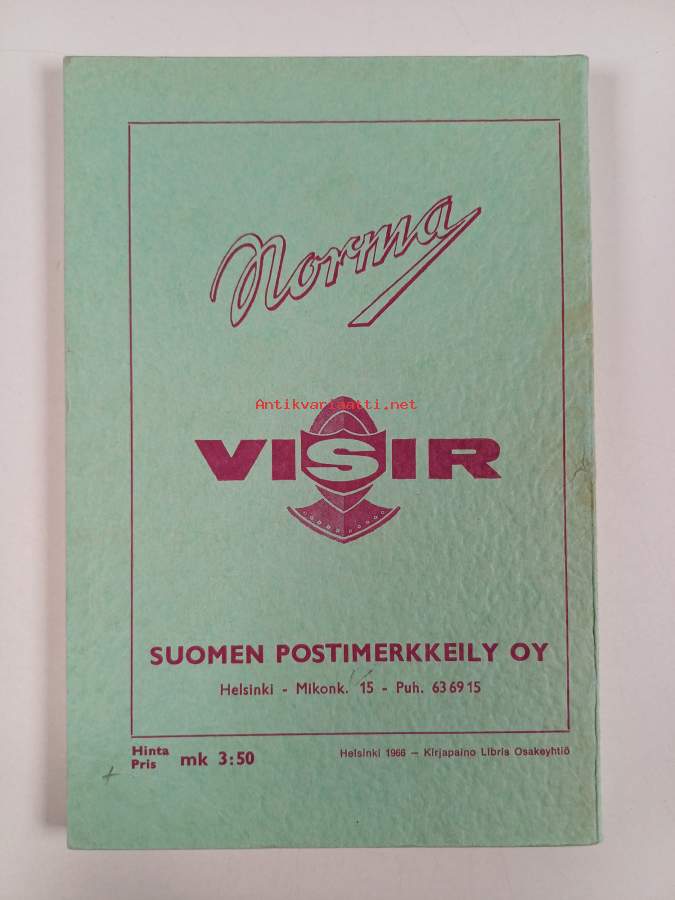 Norma
Antikvariaatti.net
VISIR
SUOMEN POSTIMERKKEILY OY
Helsinki - Mikonk. 15 - Puh. 63 69 15
Hinta
Pris mk 3:50
Helsinki 1966 — Kirjapaino Libris Osakeyhtiö